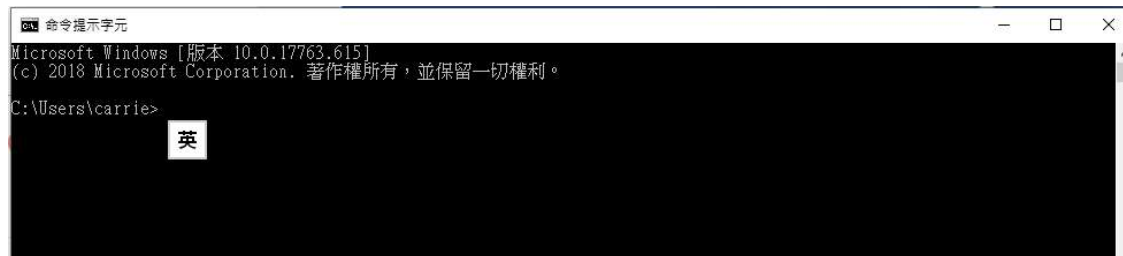 命令提示字元
Microsoft Windows [版本 10.0.17763.615]
(c) 2018 Microsoft Corporation. 著作權所有，並保留一切權利。
C:\Users\carrie>
英